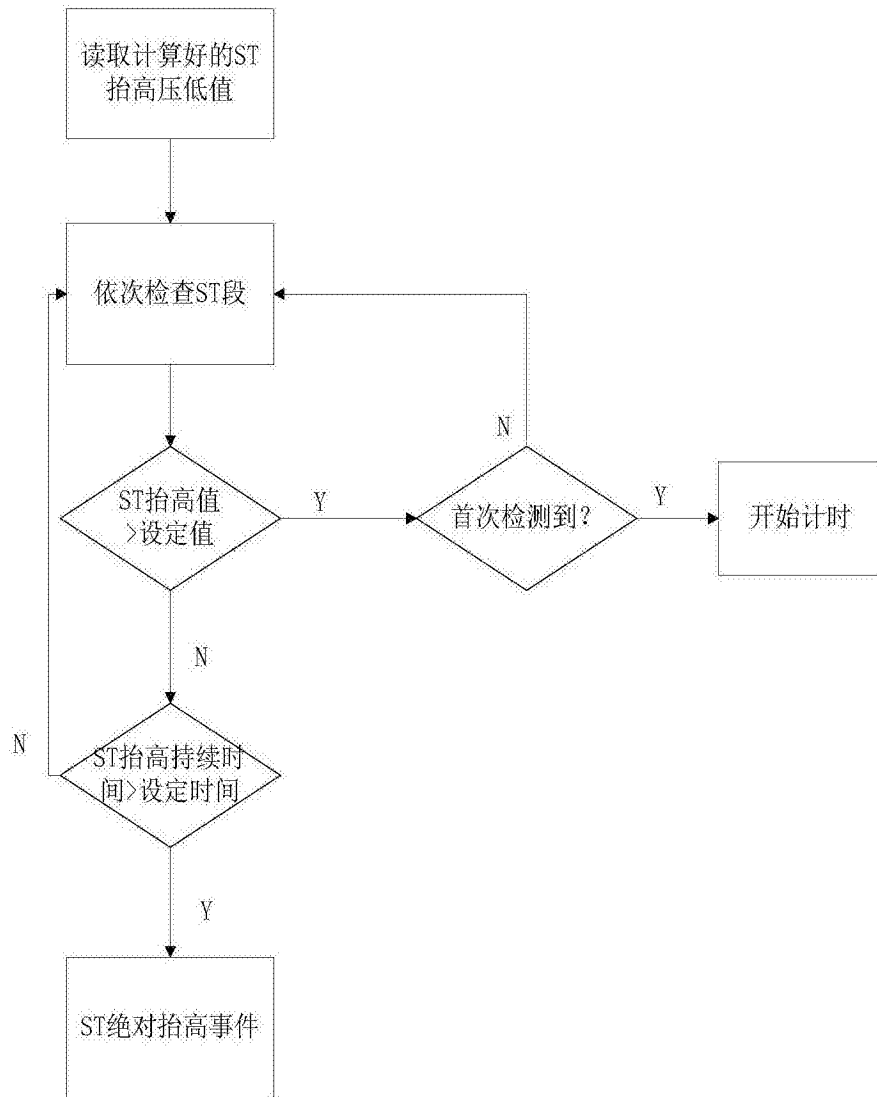 读取计算好的ST
抬高压低值
依次检查ST段
N
ST抬高值
>设定值
Y
首次检测到?
Y
开始计时
N
N
ST抬高持续时
间>设定时间
Y
ST绝对抬高事件